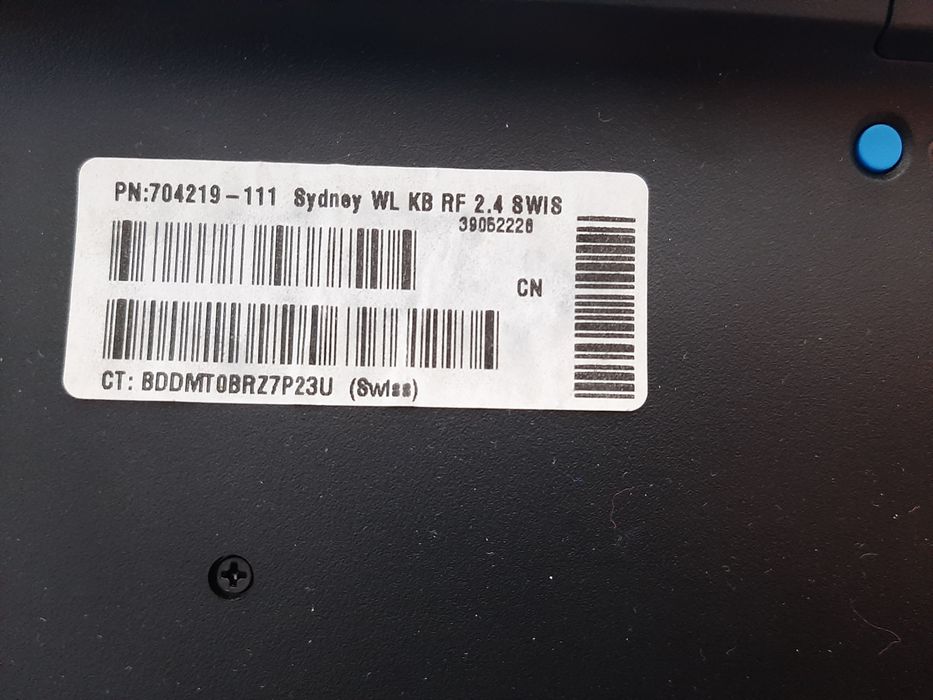 PN:704219-111 Sydney WL KB RF 2.4 SWIS
39052226
CN
CT: BDDMT0BRZ7P23U (Swiss)